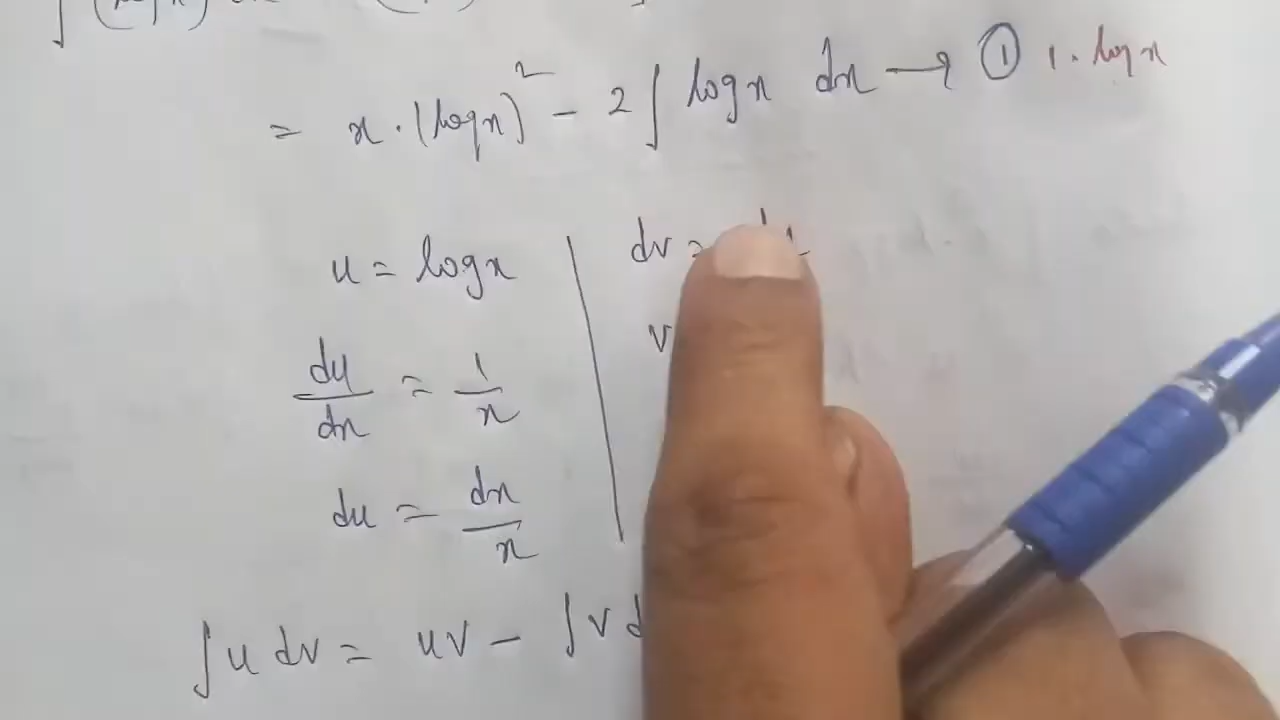 = x . (log x)² - 2 ∫ log x dx → ① 1 . log x
u = log x | dv =
du/dx = 1/x | v
du = dx/x
∫ u dv = uv - ∫ v d